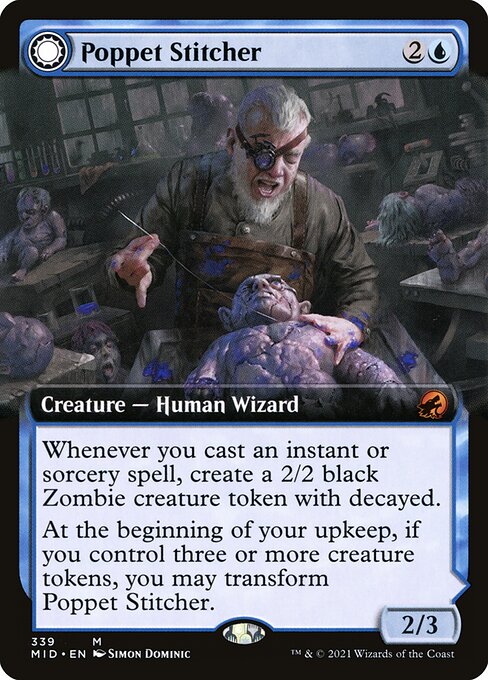 Poppet Stitcher 2
Creature — Human Wizard
Whenever you cast an instant or
sorcery spell, create a 2/2 black
Zombie creature token with decayed.
At the beginning of your upkeep, if
you control three or more creature
tokens, you may transform
Poppet Stitcher.
2/3
339 M
MID • EN SIMON DOMINIC ™ & © 2021 Wizards of the Coast